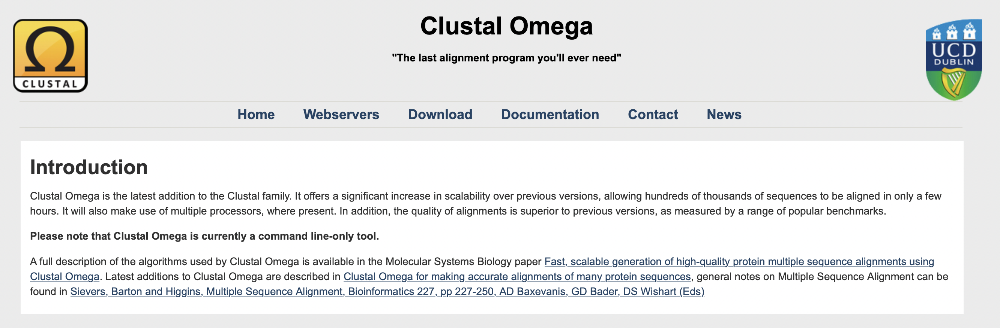 Clustal Omega
"The last alignment program you'll ever need"
Ω
CLUSTAL
UCD
DUBLIN
Home Webservers Download Documentation Contact News
Introduction
Clustal Omega is the latest addition to the Clustal family. It offers a significant increase in scalability over previous versions, allowing hundreds of thousands of sequences to be aligned in only a few
hours. It will also make use of multiple processors, where present. In addition, the quality of alignments is superior to previous versions, as measured by a range of popular benchmarks.
Please note that Clustal Omega is currently a command line-only tool.
A full description of the algorithms used by Clustal Omega is available in the Molecular Systems Biology paper Fast, scalable generation of high-quality protein multiple sequence alignments using
Clustal Omega. Latest additions to Clustal Omega are described in Clustal Omega for making accurate alignments of many protein sequences, general notes on Multiple Sequence Alignment can be
found in Sievers, Barton and Higgins, Multiple Sequence Alignment, Bioinformatics 227, pp 227-250, AD Baxevanis, GD Bader, DS Wishart (Eds)